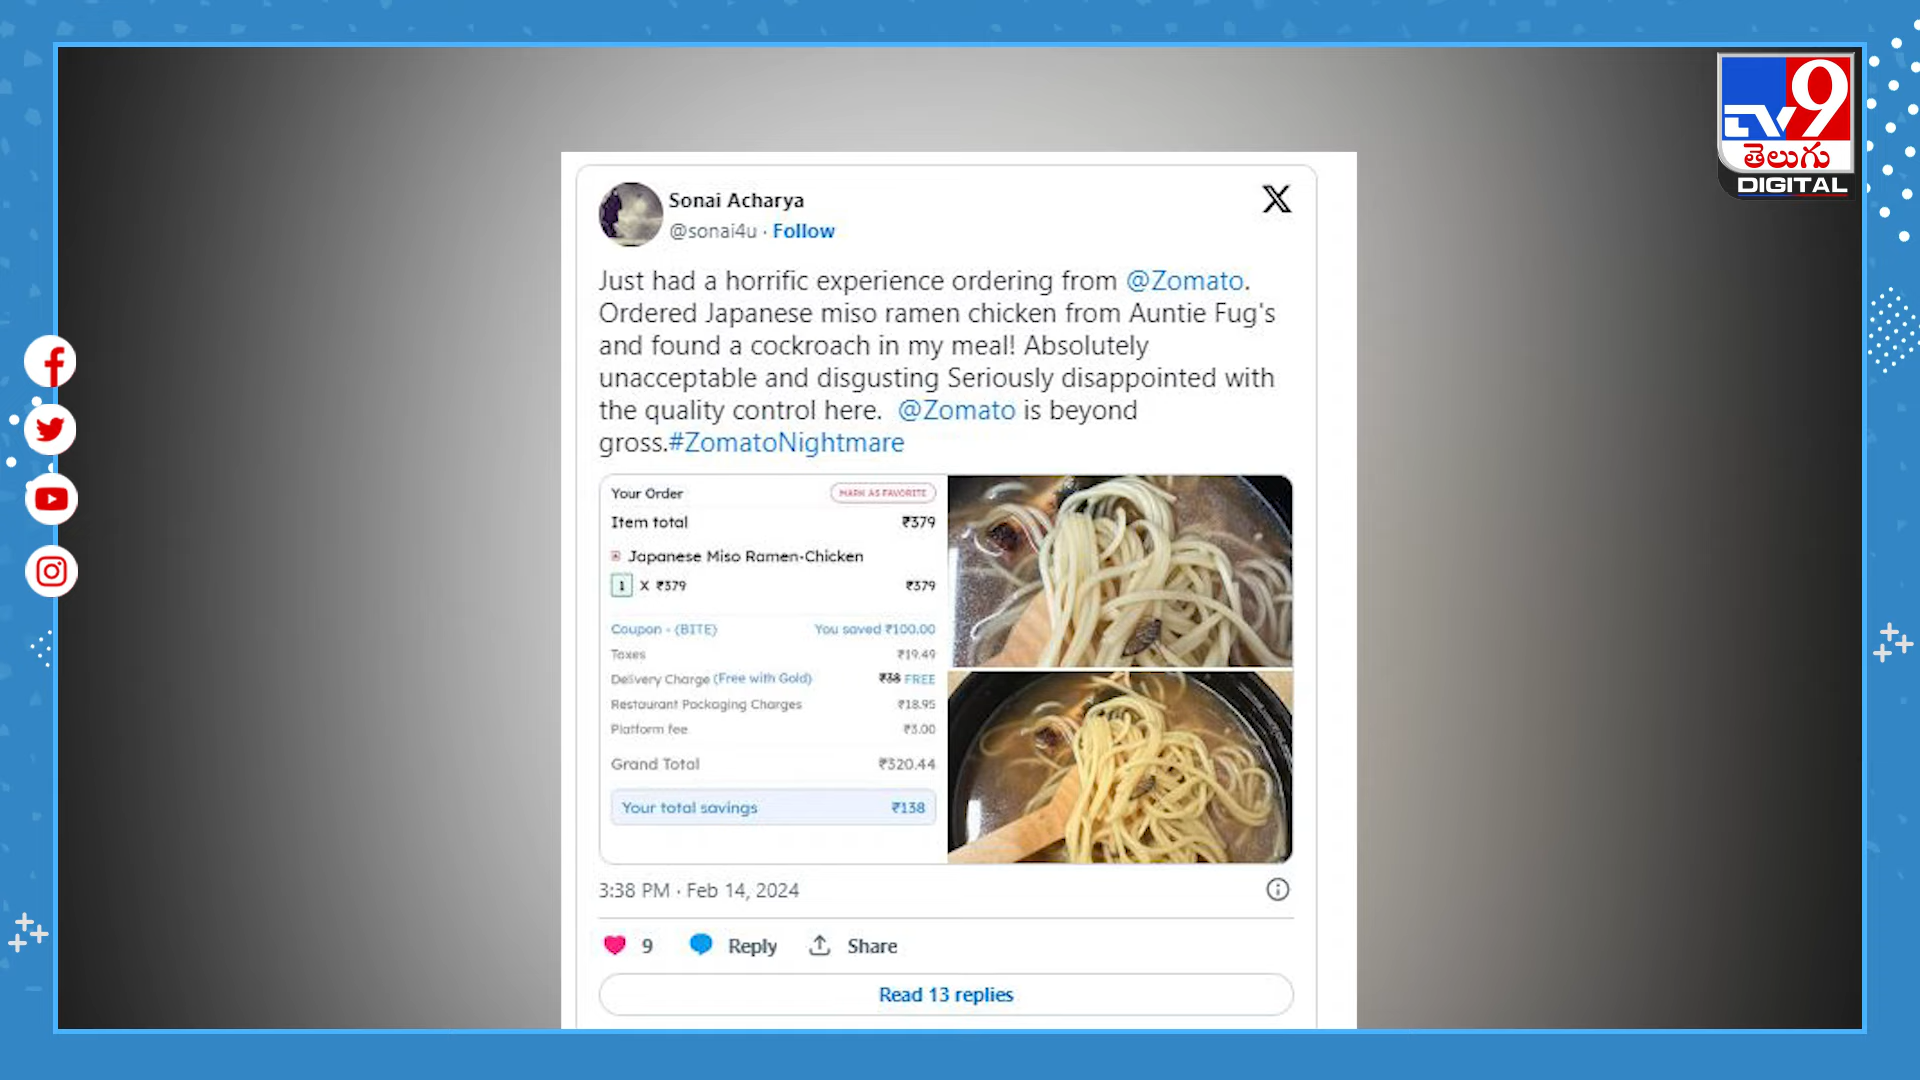 TV9
తెలుగు
DIGITAL
Sonai Acharya
@sonai4u · Follow
Just had a horrific experience ordering from @Zomato.
Ordered Japanese miso ramen chicken from Auntie Fug's
and found a cockroach in my meal! Absolutely
unacceptable and disgusting Seriously disappointed with
the quality control here. @Zomato is beyond
gross.#ZomatoNightmare
Your Order MARK AS FAVORITE
Item total ₹379
Japanese Miso Ramen-Chicken
1 X ₹379 ₹379
Coupon - (BITE) You saved ₹100.00
Taxes ₹19.49
Delivery Charge (Free with Gold) ₹38 FREE
Restaurant Packaging Charges ₹18.95
Platform fee ₹3.00
Grand Total ₹320.44
Your total savings ₹138
3:38 PM · Feb 14, 2024
9 Reply Share
Read 13 replies